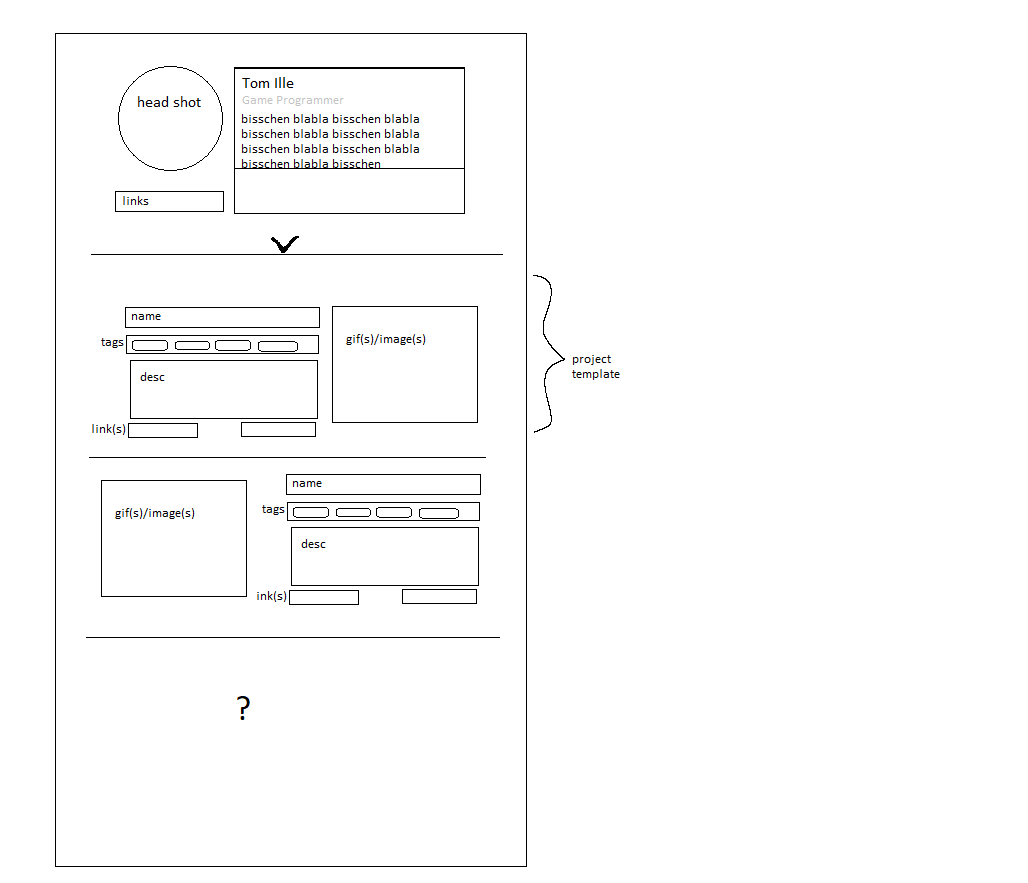 head shot
Tom Ille
Game Programmer
bisschen blabla bisschen blabla
bisschen blabla bisschen blabla
bisschen blabla bisschen blabla
bisschen blabla bisschen
links
name
tags
gif(s)/image(s)
desc
link(s)
project
template
gif(s)/image(s)
name
tags
desc
ink(s)
?